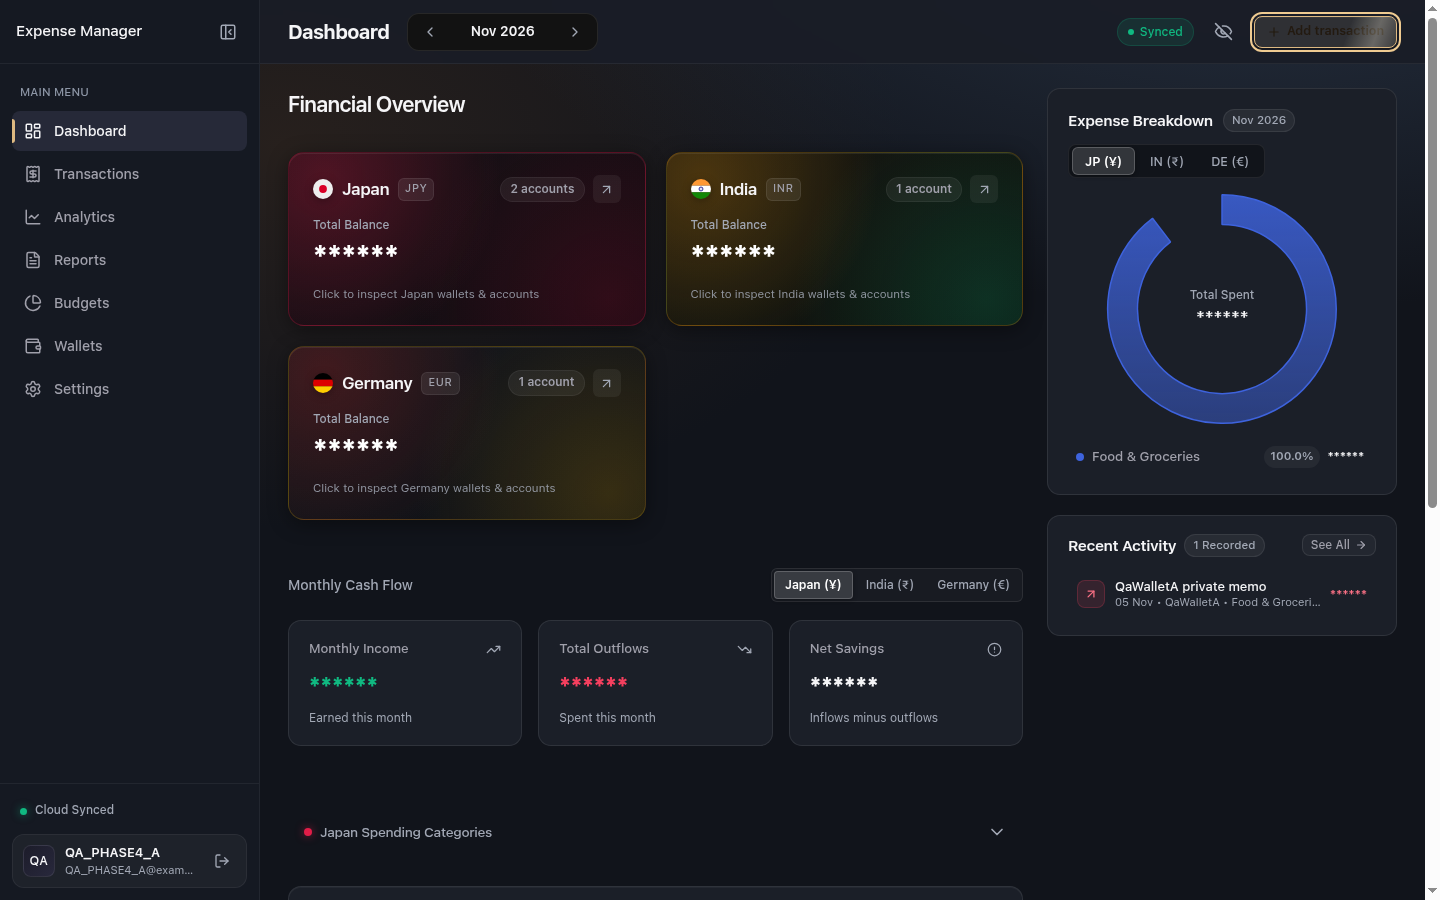 Expense Manager
MAIN MENU
Dashboard
Transactions
Analytics
Reports
Budgets
Wallets
Settings
Cloud Synced
QA
QA_PHASE4_A
QA_PHASE4_A@exam...
Dashboard
Nov 2026
Synced
Add transaction
Financial Overview
Japan JPY 2 accounts
Total Balance
******
Click to inspect Japan wallets & accounts
India INR 1 account
Total Balance
******
Click to inspect India wallets & accounts
Germany EUR 1 account
Total Balance
******
Click to inspect Germany wallets & accounts
Monthly Cash Flow
Japan (¥) India (₹) Germany (€)
Monthly Income
******
Earned this month
Total Outflows
******
Spent this month
Net Savings
******
Inflows minus outflows
Japan Spending Categories
Expense Breakdown Nov 2026
JP (¥) IN (₹) DE (€)
Total Spent
******
Food & Groceries 100.0% ******
Recent Activity 1 Recorded See All
QaWalletA private memo
05 Nov • QaWalletA • Food & Groceri...
******